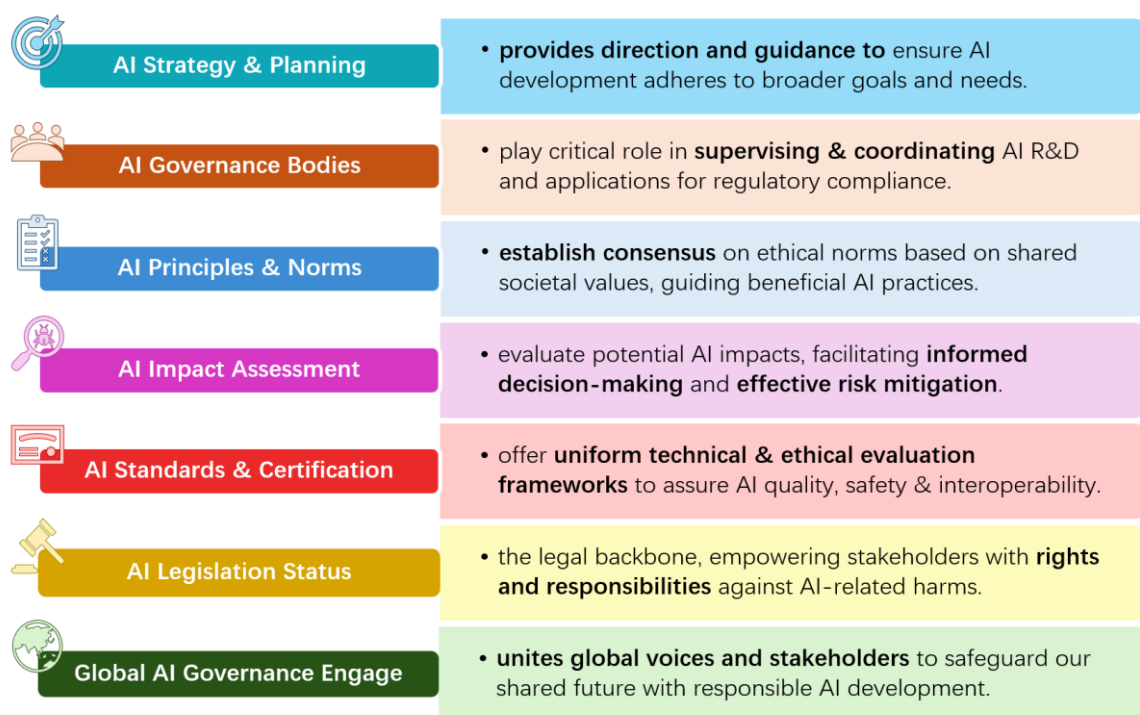 AI Strategy & Planning
• provides direction and guidance to ensure AI
development adheres to broader goals and needs.
AI Governance Bodies
• play critical role in supervising & coordinating AI R&D
and applications for regulatory compliance.
AI Principles & Norms
• establish consensus on ethical norms based on shared
societal values, guiding beneficial AI practices.
AI Impact Assessment
• evaluate potential AI impacts, facilitating informed
decision-making and effective risk mitigation.
AI Standards & Certification
• offer uniform technical & ethical evaluation
frameworks to assure AI quality, safety & interoperability.
AI Legislation Status
• the legal backbone, empowering stakeholders with rights
and responsibilities against AI-related harms.
Global AI Governance Engage
• unites global voices and stakeholders to safeguard our
shared future with responsible AI development.